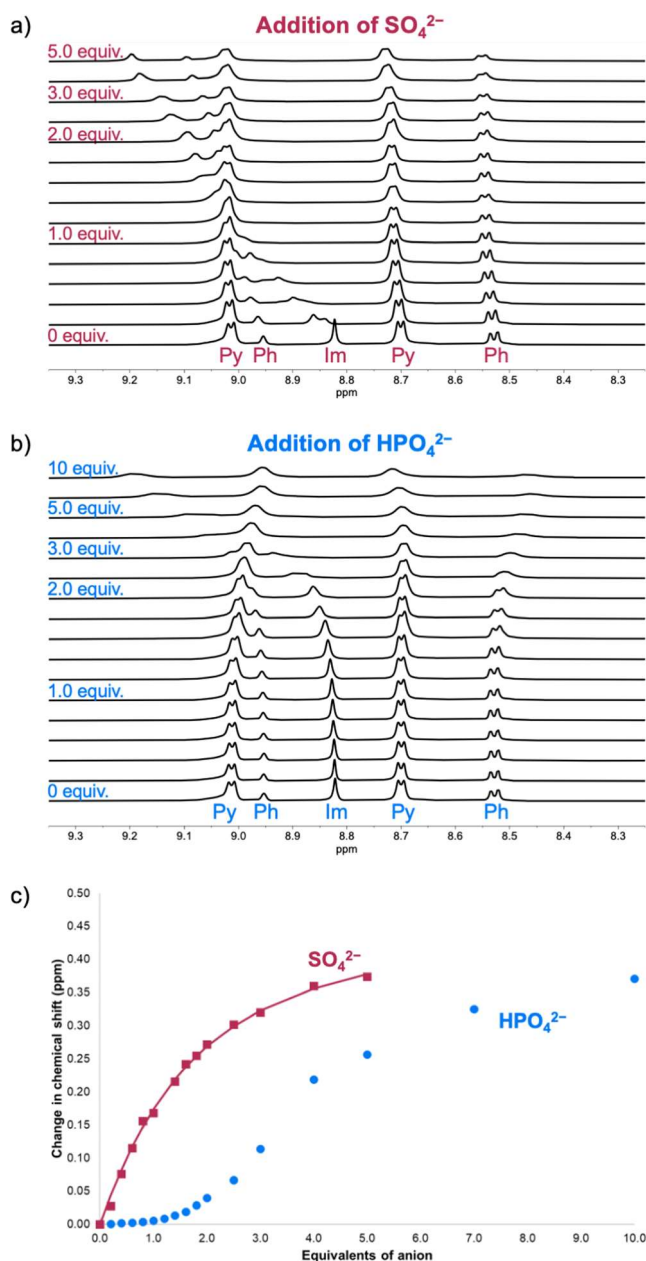 a)
Addition of SO₄²⁻
5.0 equiv.
3.0 equiv.
2.0 equiv.
1.0 equiv.
0 equiv.
Py Ph Im Py Ph
9.3 9.2 9.1 9.0 8.9 8.8 8.7 8.6 8.5 8.4 8.3
ppm
b)
Addition of HPO₄²⁻
10 equiv.
5.0 equiv.
3.0 equiv.
2.0 equiv.
1.0 equiv.
0 equiv.
Py Ph Im Py Ph
9.3 9.2 9.1 9.0 8.9 8.8 8.7 8.6 8.5 8.4 8.3
ppm
c)
0.50
0.45
SO₄²⁻
0.40
0.35
HPO₄²⁻
0.30
0.25
0.20
0.15
0.10
0.05
0.00
Change in chemical shift (ppm)
0.0 1.0 2.0 3.0 4.0 5.0 6.0 7.0 8.0 9.0 10.0
Equivalents of anion